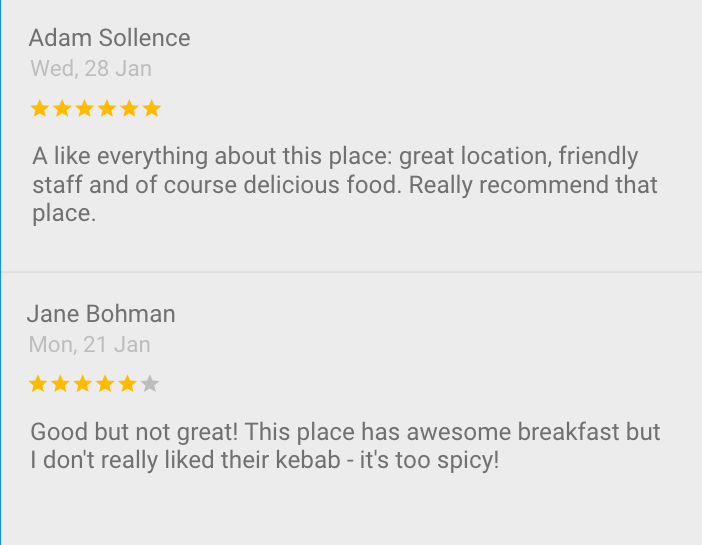 Adam Sollence
Wed, 28 Jan
A like everything about this place: great location, friendly
staff and of course delicious food. Really recommend that
place.
Jane Bohman
Mon, 21 Jan
Good but not great! This place has awesome breakfast but
I don't really liked their kebab - it's too spicy!